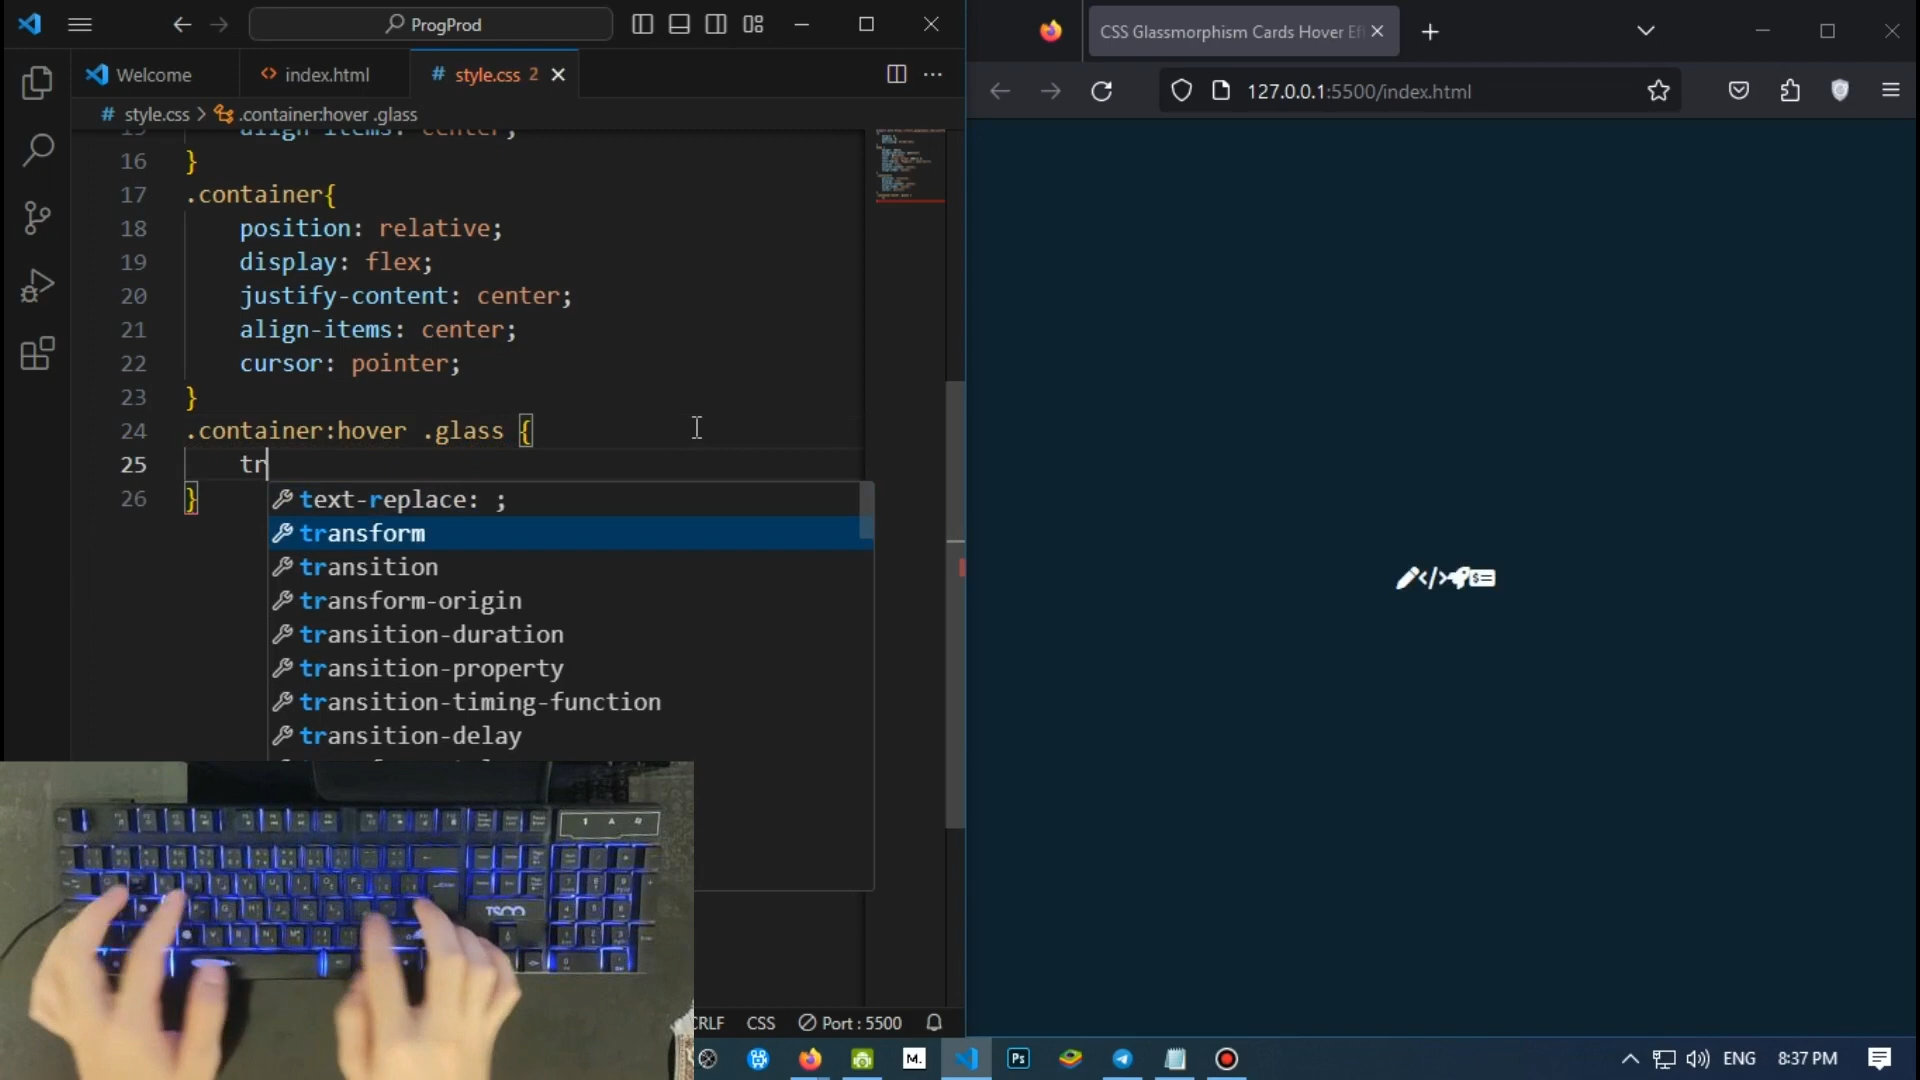 ProgProd
Welcome
index.html
style.css 2
# style.css > .container:hover .glass
16 }
17 .container{
18 position: relative;
19 display: flex;
20 justify-content: center;
21 align-items: center;
22 cursor: pointer;
23 }
24 .container:hover .glass {
25 tr
26 }
text-replace: ;
transform
transition
transform-origin
transition-duration
transition-property
transition-timing-function
transition-delay
TSCO
CRLF CSS Port : 5500
CSS Glassmorphism Cards Hover Ef
127.0.0.1:5500/index.html
</>
$
M.
Ps
ENG 8:37 PM